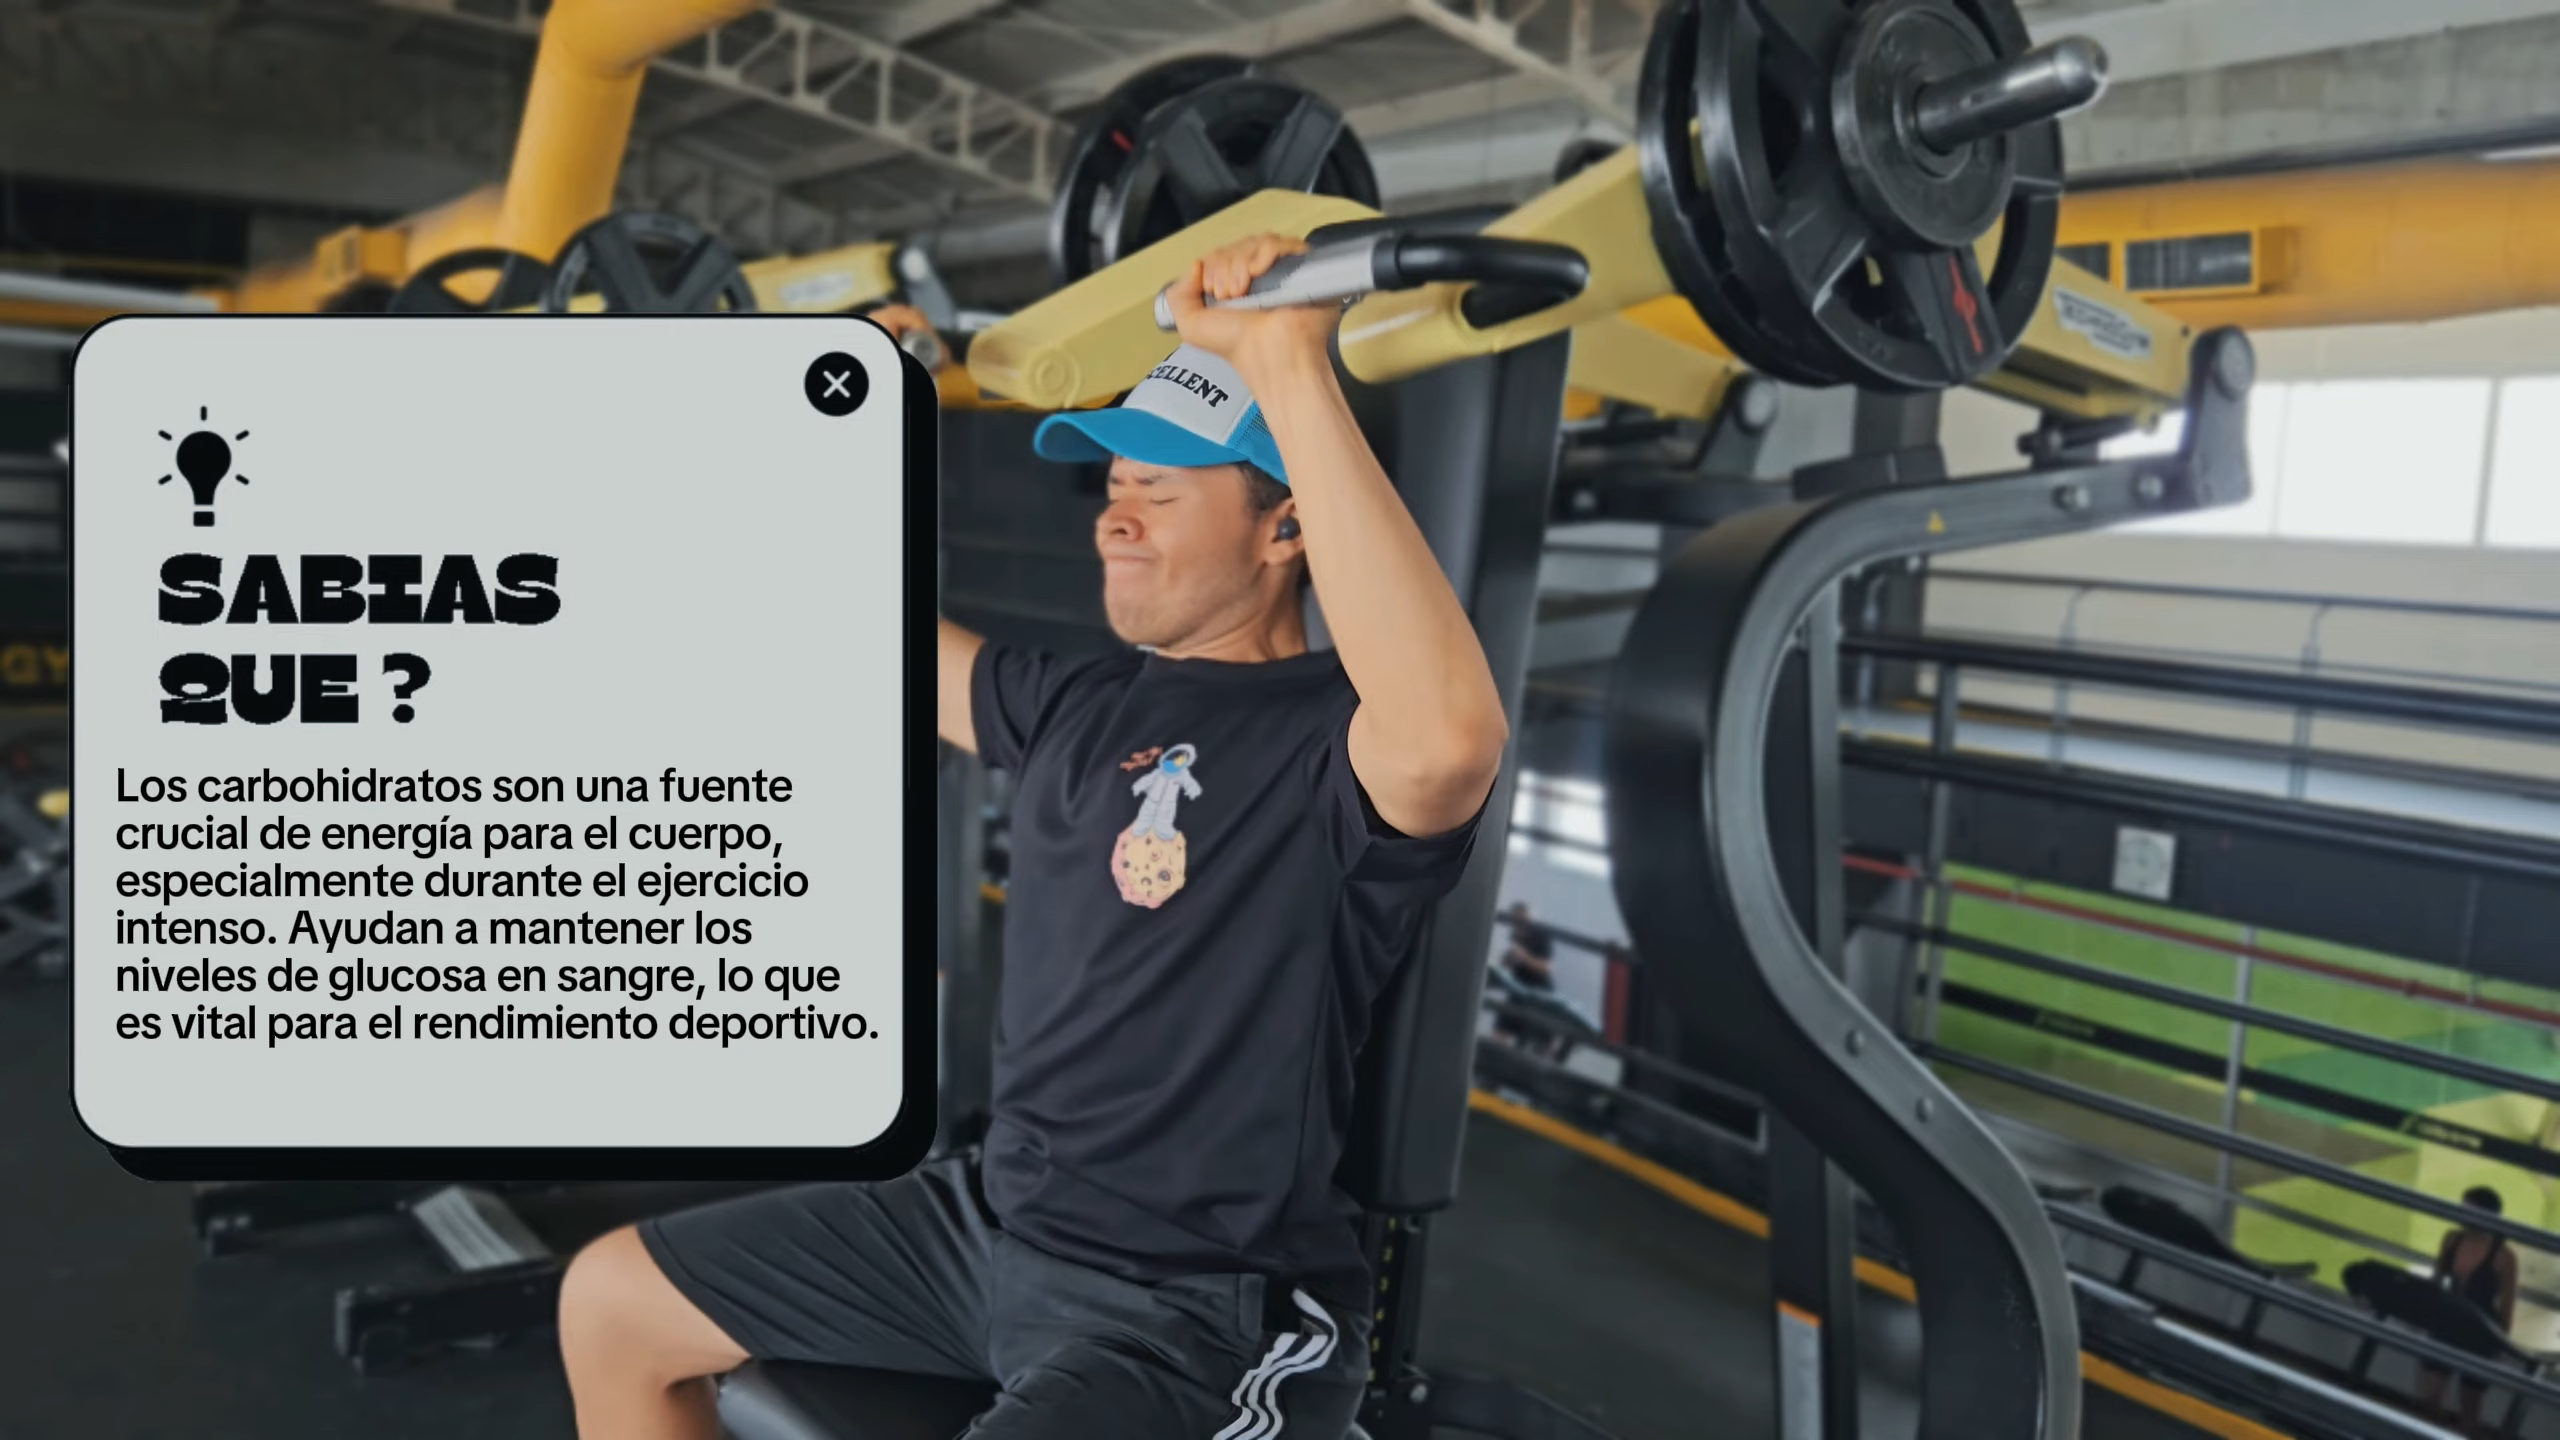 SABIAS
QUE ?
Los carbohidratos son una fuente
crucial de energía para el cuerpo,
especialmente durante el ejercicio
intenso. Ayudan a mantener los
niveles de glucosa en sangre, lo que
es vital para el rendimiento deportivo.